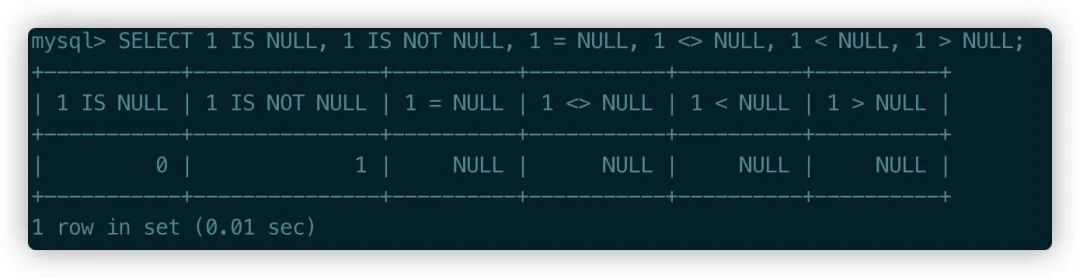 mysql> SELECT 1 IS NULL, 1 IS NOT NULL, 1 = NULL, 1 <> NULL, 1 < NULL, 1 > NULL;
+-----------+---------------+----------+-----------+----------+----------+
| 1 IS NULL | 1 IS NOT NULL | 1 = NULL | 1 <> NULL | 1 < NULL | 1 > NULL |
+-----------+---------------+----------+-----------+----------+----------+
|         0 |             1 |     NULL |      NULL |     NULL |     NULL |
+-----------+---------------+----------+-----------+----------+----------+
1 row in set (0.01 sec)